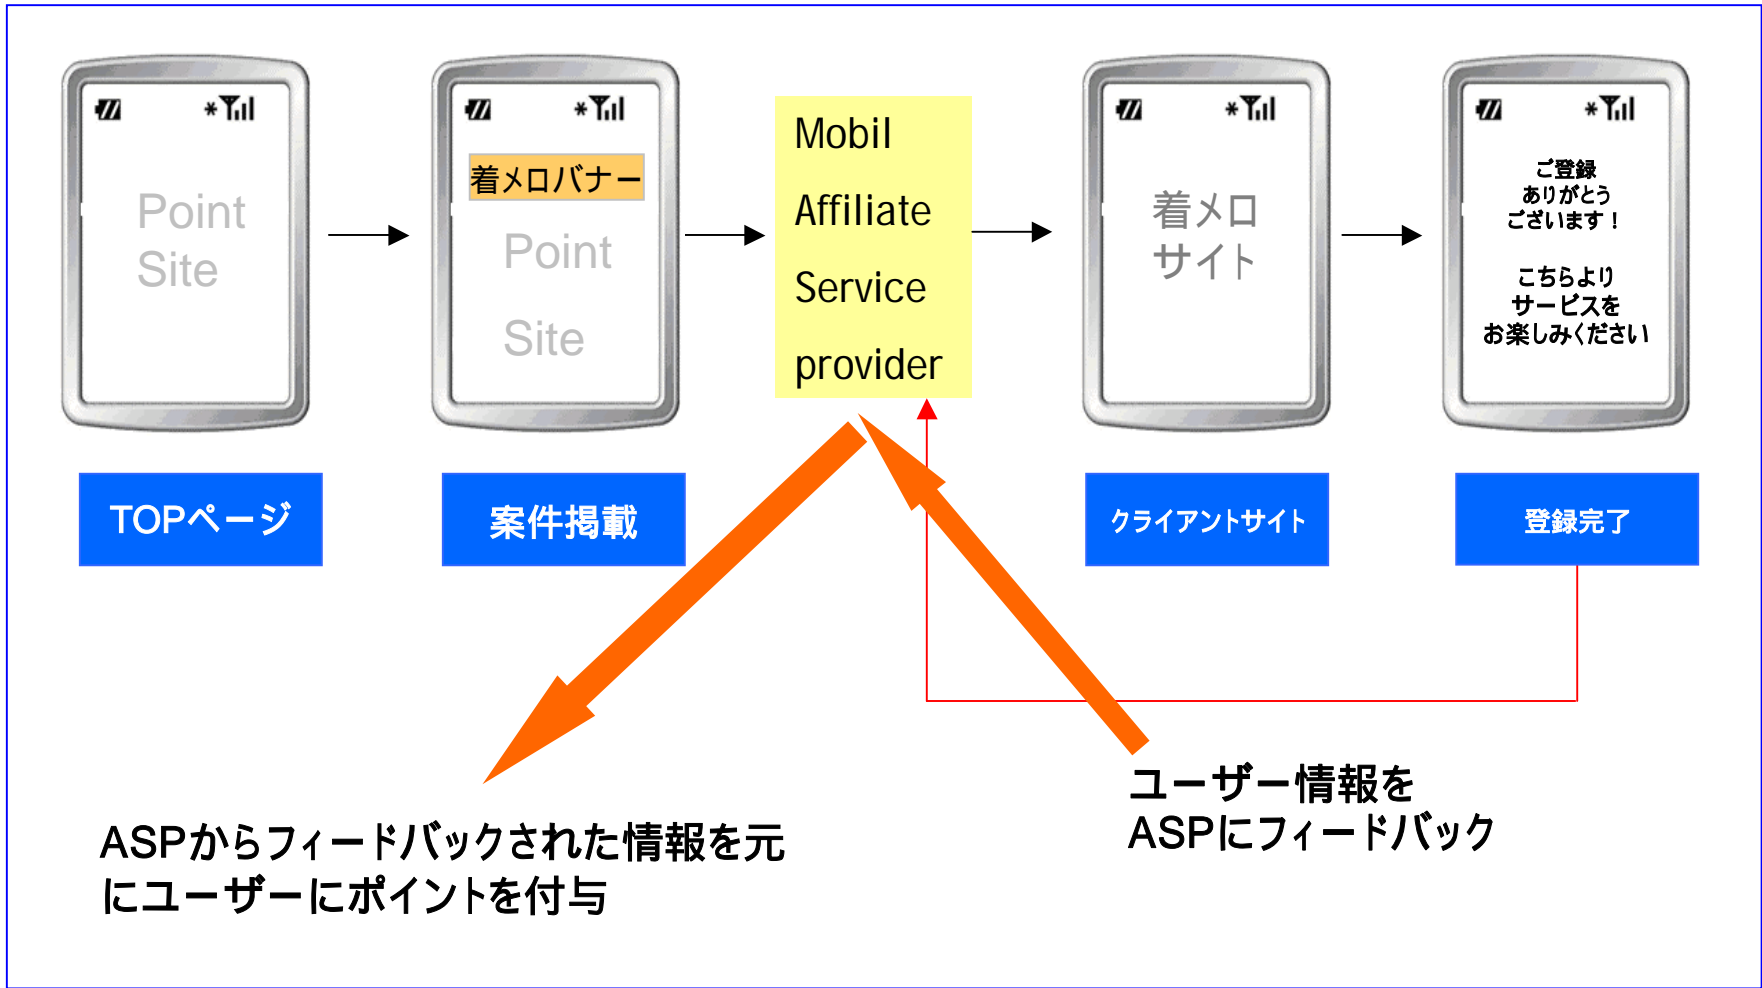 Point
Site
着メロバナー
Point
Site
Mobil
Affiliate
Service
provider
着メロ
サイト
ご登録
ありがとう
ございます！
こちらより
サービスを
お楽しみください
TOPページ
案件掲載
クライアントサイト
登録完了
ASPからフィードバックされた情報を元
にユーザーにポイントを付与
ユーザー情報を
ASPにフィードバック